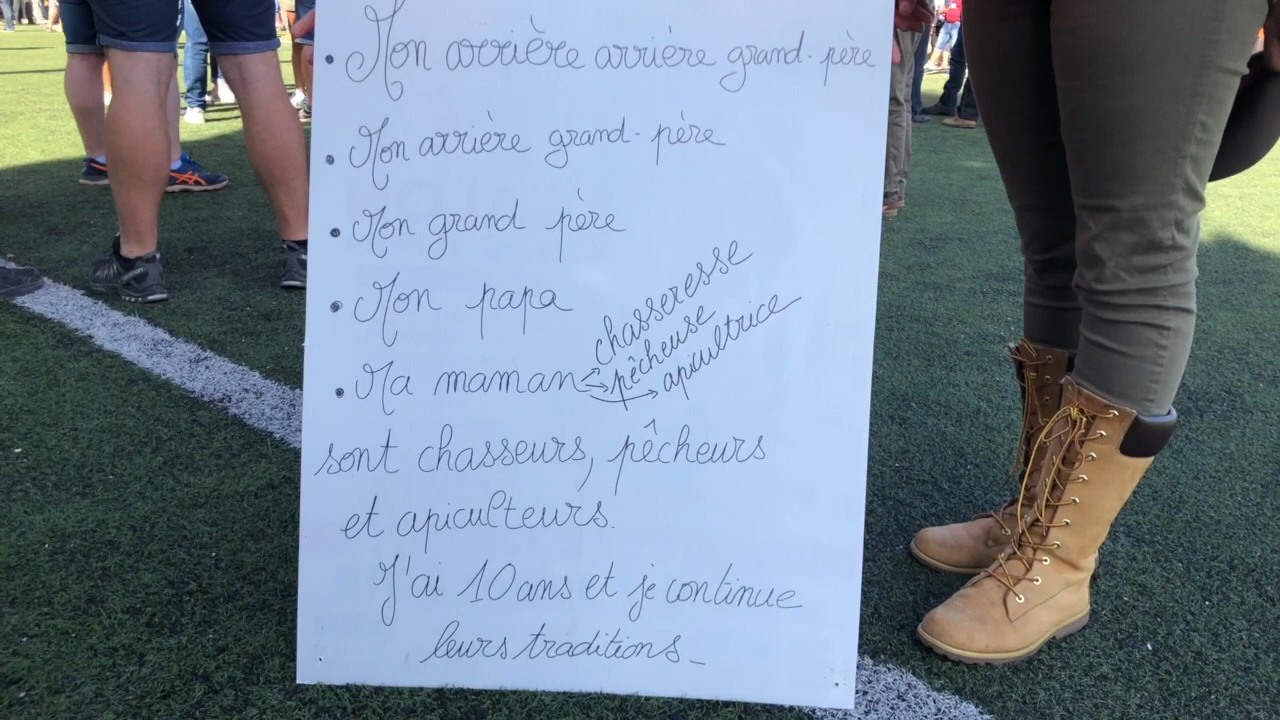 • Mon arrière arrière grand-père
• Mon arrière grand-père
• Mon grand père
• Mon papa
• Ma maman
chasseresse
pêcheuse
apicultrice
sont chasseurs, pêcheurs
et apiculteurs.
J'ai 10 ans et je continue
leurs traditions_